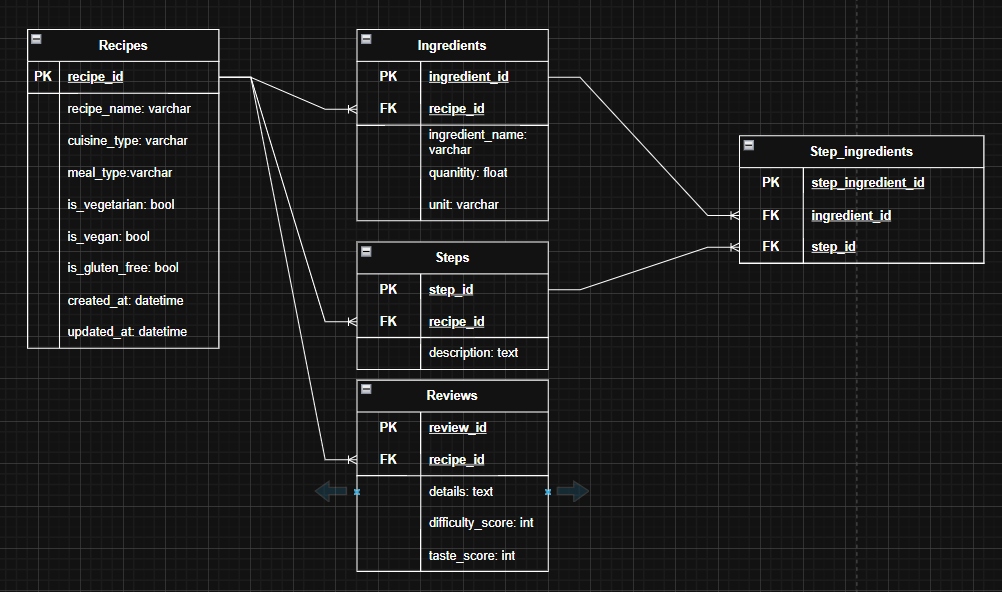 Recipes
PK recipe_id
recipe_name: varchar
cuisine_type: varchar
meal_type:varchar
is_vegetarian: bool
is_vegan: bool
is_gluten_free: bool
created_at: datetime
updated_at: datetime
Ingredients
PK ingredient_id
FK recipe_id
ingredient_name:
varchar
quanitity: float
unit: varchar
Steps
PK step_id
FK recipe_id
description: text
Reviews
PK review_id
FK recipe_id
details: text
difficulty_score: int
taste_score: int
Step_ingredients
PK step_ingredient_id
FK ingredient_id
FK step_id